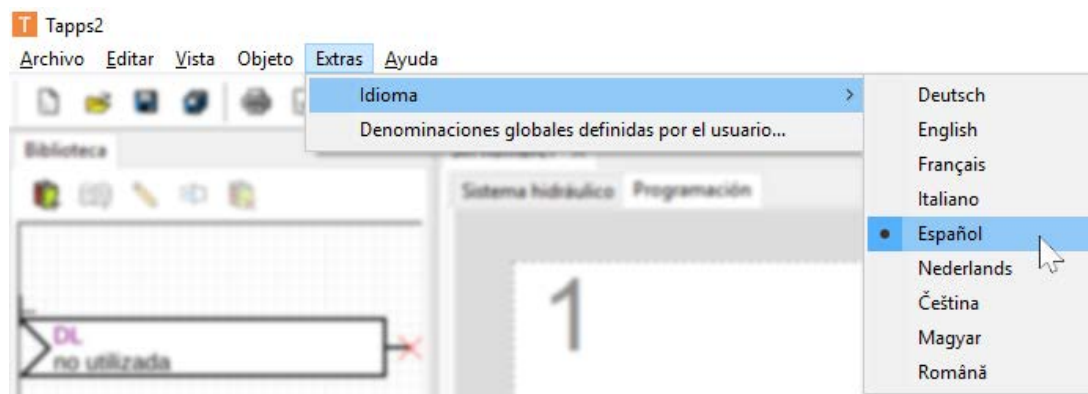 T Tapps2
Archivo Editar Vista Objeto Extras Ayuda
Idioma
Denominaciones globales definidas por el usuario...
Deutsch
English
Français
Italiano
Español
Nederlands
Čeština
Magyar
Română
Biblioteca
Sistema hidráulico Programación
1
DL
no utilizada